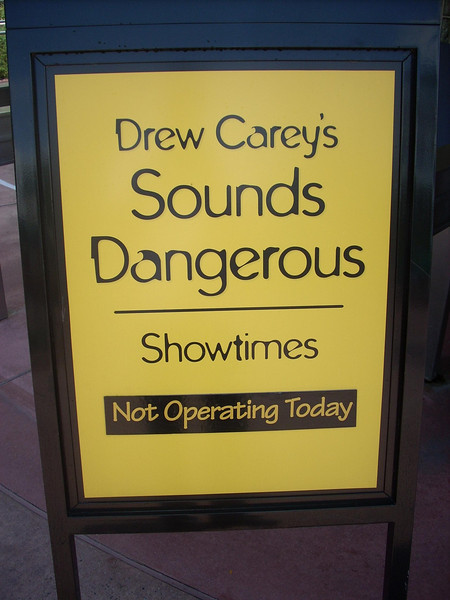 Drew Carey's
Sounds
Dangerous
Showtimes
Not Operating Today